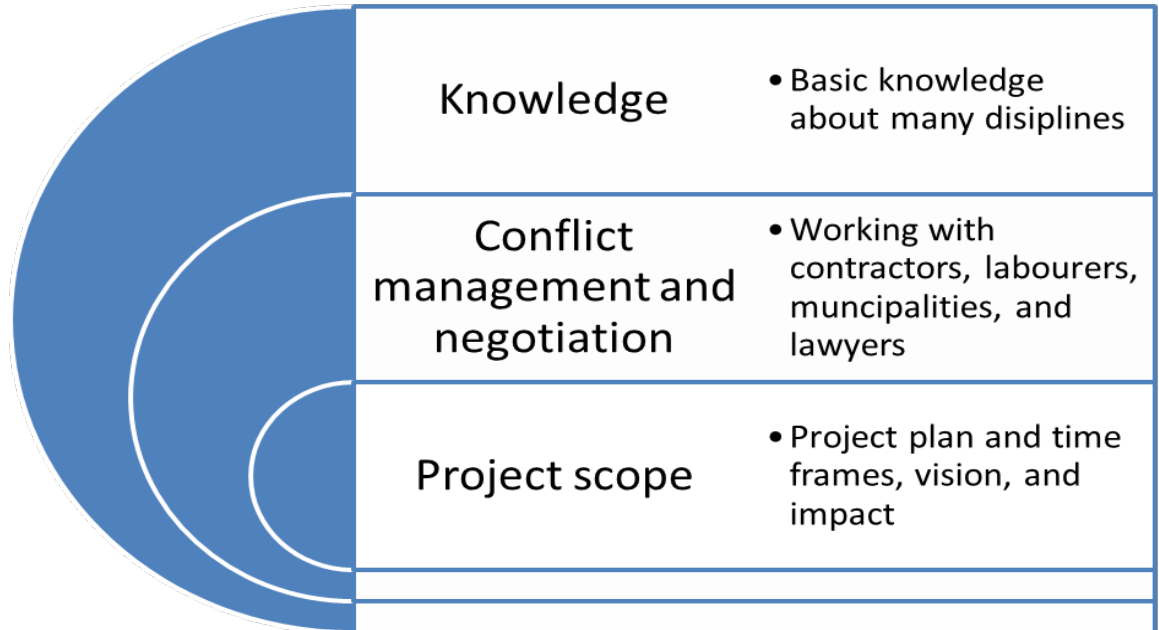 Knowledge
• Basic knowledge
about many disiplines
Conflict
management and
negotiation
• Working with
contractors, labourers,
muncipalities, and
lawyers
Project scope
• Project plan and time
frames, vision, and
impact